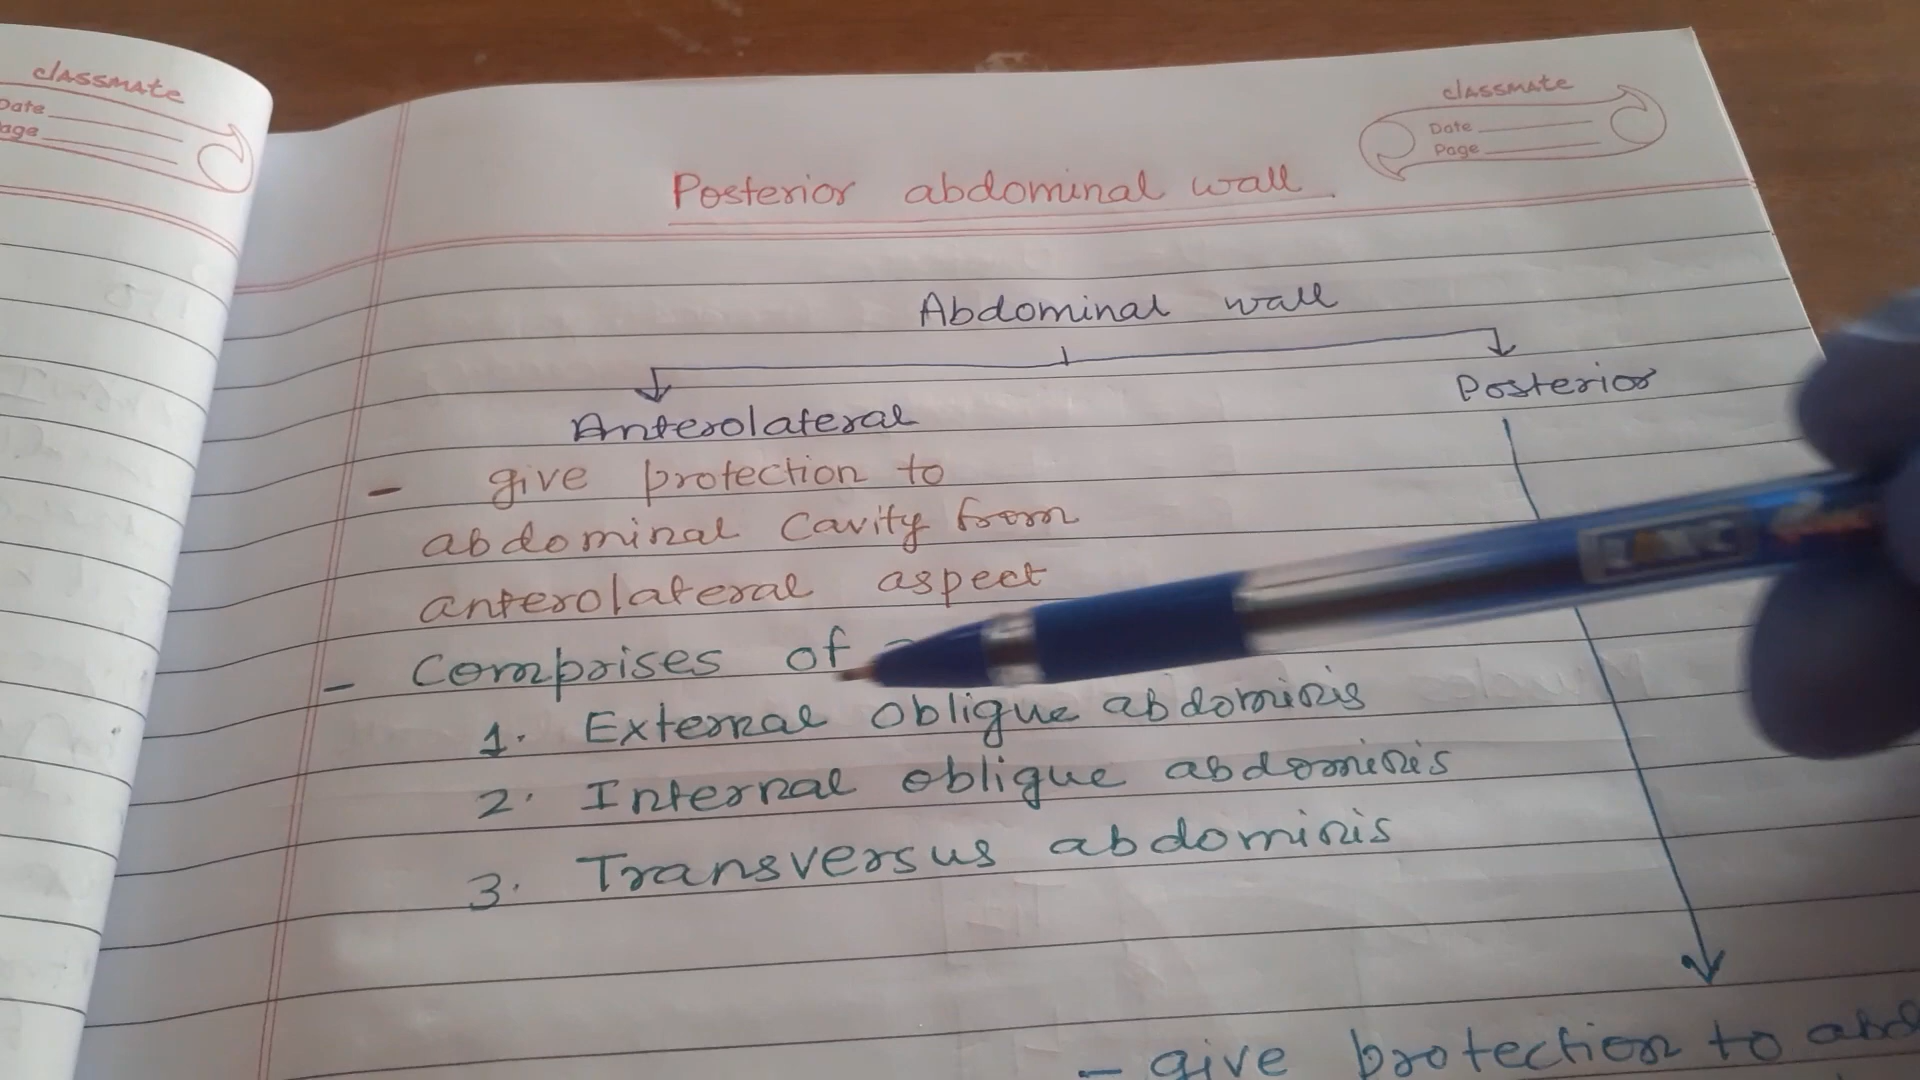 classmate
Date
Page
classmate
Date
Page
Posterior abdominal wall
Abdominal wall
Anterolateral
Posterior
- give protection to
abdominal cavity from
anterolateral aspect
- Comprises of
1. External oblique abdominis
2. Internal oblique abdominis
3. Transversus abdominis
- give protection to